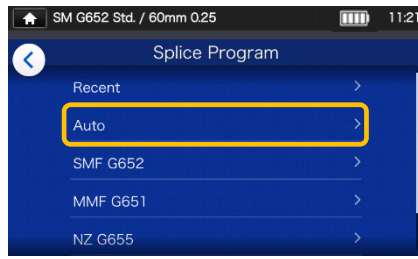 SM G652 Std. / 60mm 0.25 11:21
Splice Program
Recent
Auto
SMF G652
MMF G651
NZ G655